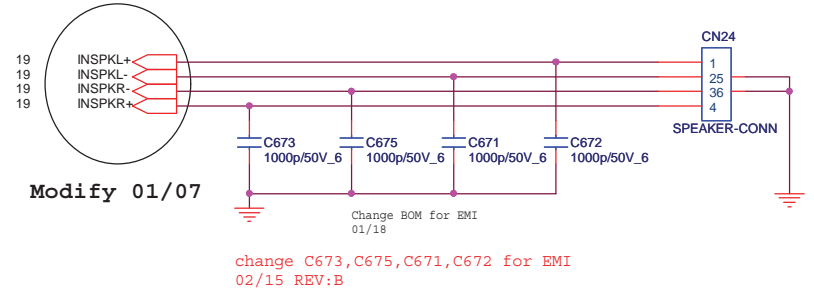 CN24
19 INSPKL+
19 INSPKL-
19 INSPKR-
19 INSPKR+
1
25
36
4
SPEAKER-CONN
C673
1000p/50V_6
C675
1000p/50V_6
C671
1000p/50V_6
C672
1000p/50V_6
Modify 01/07
Change BOM for EMI
01/18
change C673,C675,C671,C672 for EMI
02/15 REV:B